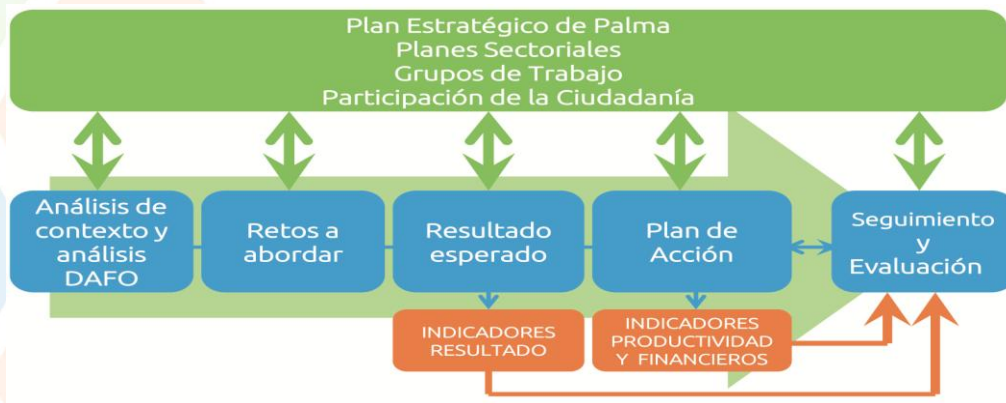 Plan Estratégico de Palma
Planes Sectoriales
Grupos de Trabajo
Participación de la Ciudadanía
Análisis de
contexto y
análisis
DAFO
Retos a
abordar
Resultado
esperado
Plan de
Acción
Seguimiento
y
Evaluación
INDICADORES
RESULTADO
INDICADORES
PRODUCTIVIDAD
Y FINANCIEROS